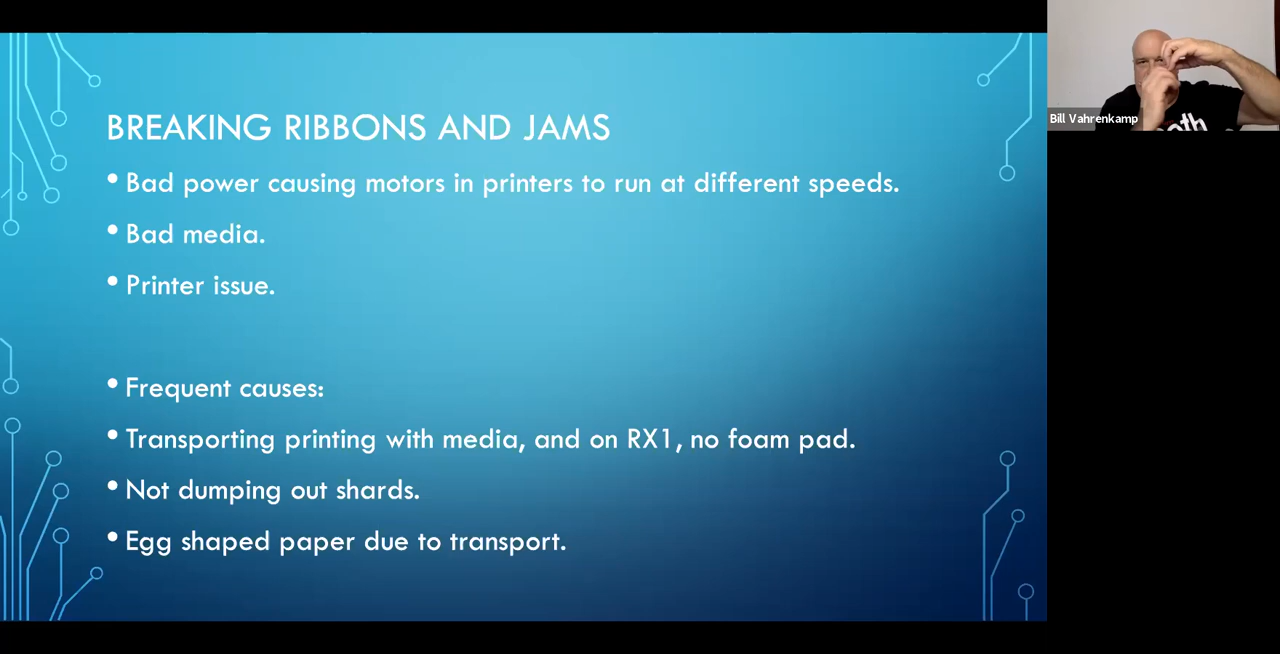 BREAKING RIBBONS AND JAMS
• Bad power causing motors in printers to run at different speeds.
• Bad media.
• Printer issue.
• Frequent causes:
• Transporting printing with media, and on RX1, no foam pad.
• Not dumping out shards.
• Egg shaped paper due to transport.
Bill Vahrenkamp